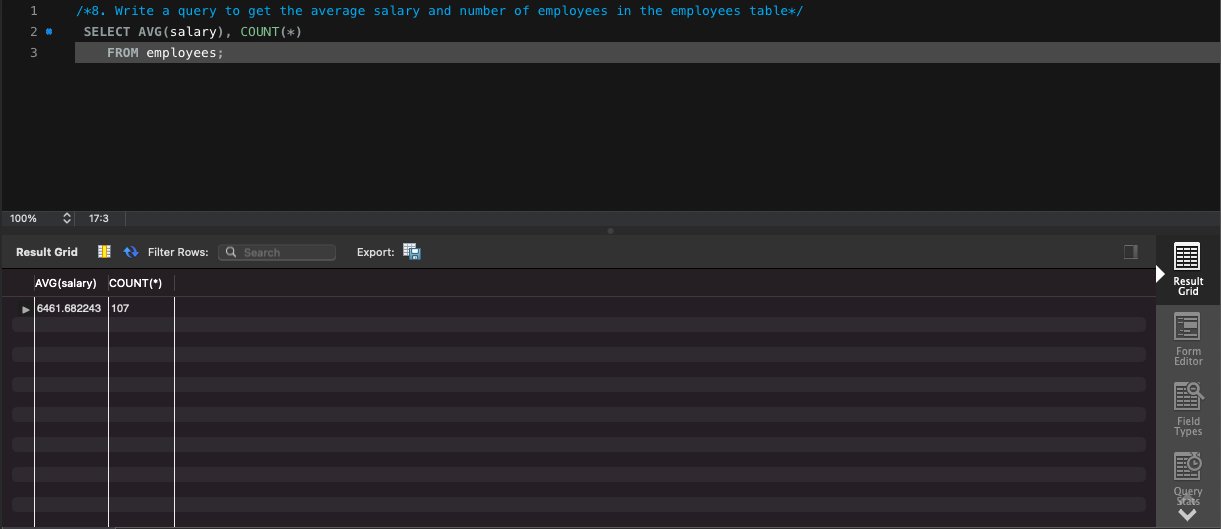 1 /*8. Write a query to get the average salary and number of employees in the employees table*/
2 SELECT AVG(salary), COUNT(*)
3 FROM employees;
100% 17:3
Result Grid Filter Rows: Search Export:
AVG(salary) COUNT(*)
6461.682243 107
Result
Grid
Form
Editor
Field
Types
Query
Stats